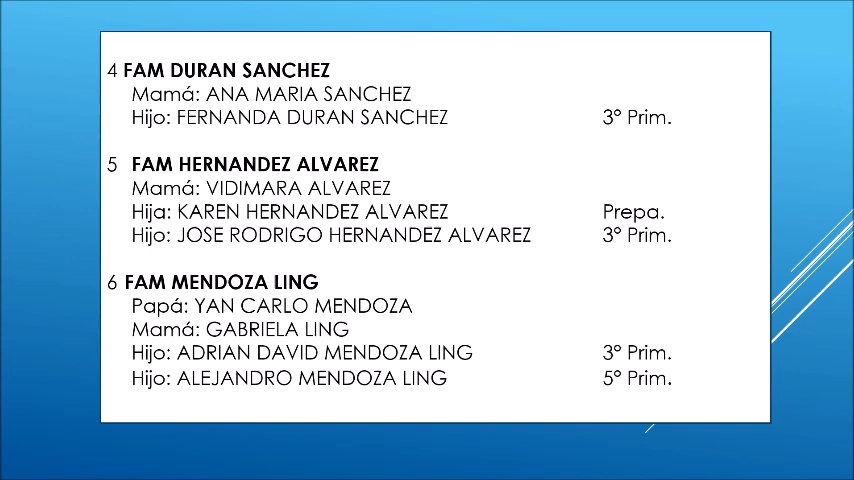 4 FAM DURAN SANCHEZ
Mamá: ANA MARIA SANCHEZ
Hijo: FERNANDA DURAN SANCHEZ 3° Prim.
5 FAM HERNANDEZ ALVAREZ
Mamá: VIDIMARA ALVAREZ
Hija: KAREN HERNANDEZ ALVAREZ Prepa.
Hijo: JOSE RODRIGO HERNANDEZ ALVAREZ 3° Prim.
6 FAM MENDOZA LING
Papá: YAN CARLO MENDOZA
Mamá: GABRIELA LING
Hijo: ADRIAN DAVID MENDOZA LING 3° Prim.
Hijo: ALEJANDRO MENDOZA LING 5° Prim.